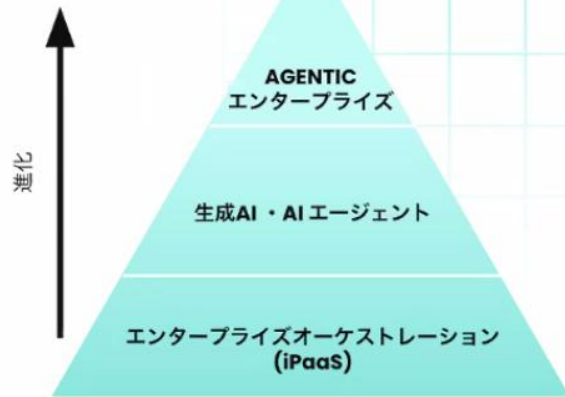 進化
AGENTIC
エンタープライズ
生成AI・AIエージェント
エンタープライズオーケストレーション
(iPaaS)